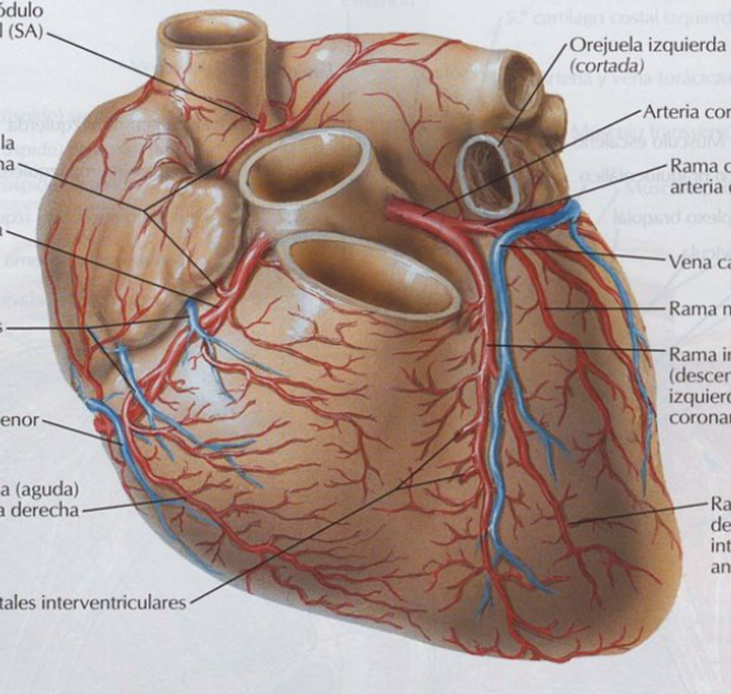 ódulo
l (SA)
Orejuela izquierda
(cortada)
Arteria cor
la
na
Rama c
arteria c
a
Vena ca
Rama m
s
Rama in
(descen
izquierd
coronar
enor
a (aguda)
a derecha
Ra
de
int
an
tales interventriculares
5.º cartílago costal izquierd